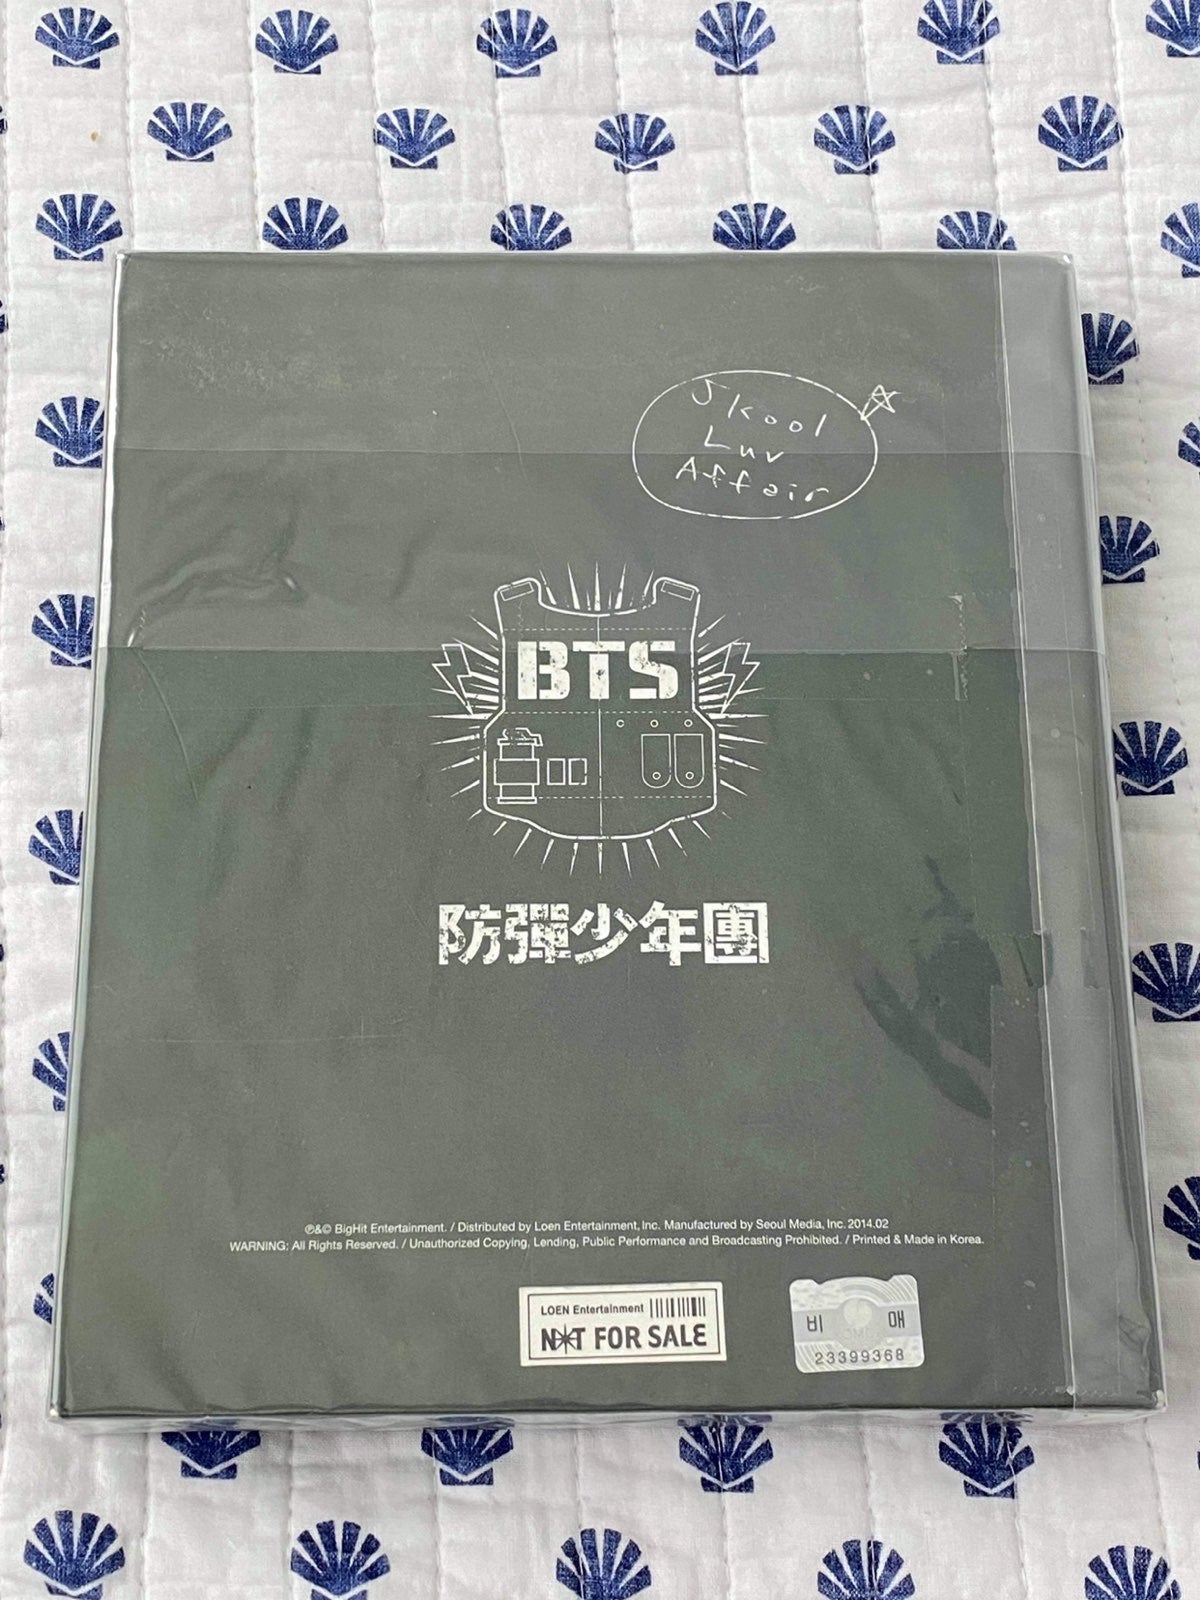 Skool
Luv
Affair
BTS
防彈少年團
℗&© BigHit Entertainment. / Distributed by Loen Entertainment, Inc. Manufactured by Seoul Media, Inc. 2014.02
WARNING: All Rights Reserved. / Unauthorized Copying, Lending, Public Performance and Broadcasting Prohibited. / Printed & Made in Korea.
LOEN Entertainment
NOT FOR SALE
비 매
23399368